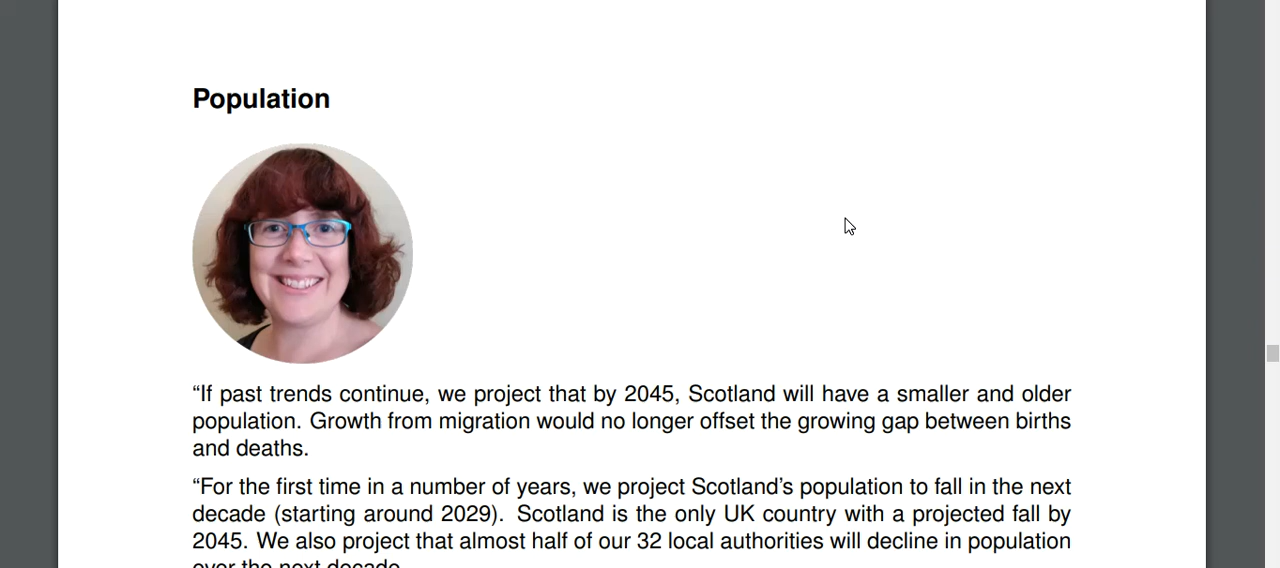 Population
“If past trends continue, we project that by 2045, Scotland will have a smaller and older
population. Growth from migration would no longer offset the growing gap between births
and deaths.
“For the first time in a number of years, we project Scotland’s population to fall in the next
decade (starting around 2029). Scotland is the only UK country with a projected fall by
2045. We also project that almost half of our 32 local authorities will decline in population
over the next decade.